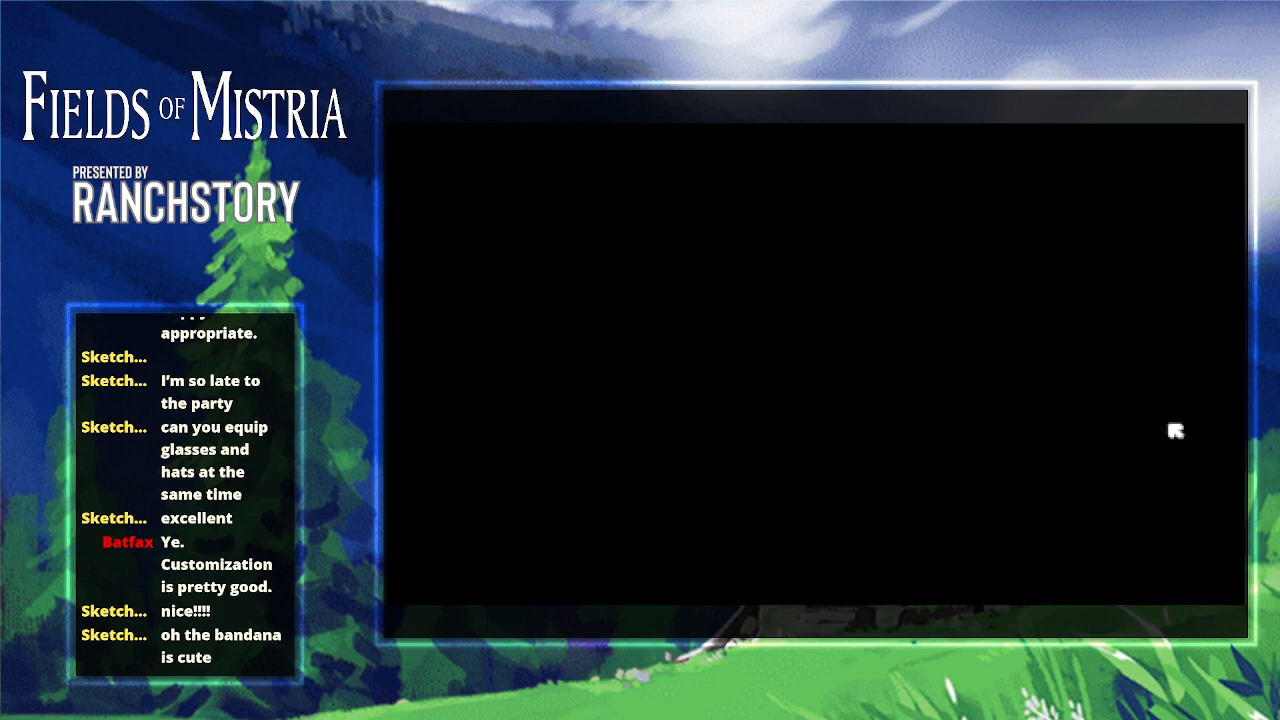 FIELDS OF MISTRIA
PRESENTED BY
RANCHSTORY
appropriate.
Sketch...
Sketch... I'm so late to
the party
Sketch... can you equip
glasses and
hats at the
same time
Sketch... excellent
Batfax Ye.
Customization
is pretty good.
Sketch... nice!!!!
Sketch... oh the bandana
is cute